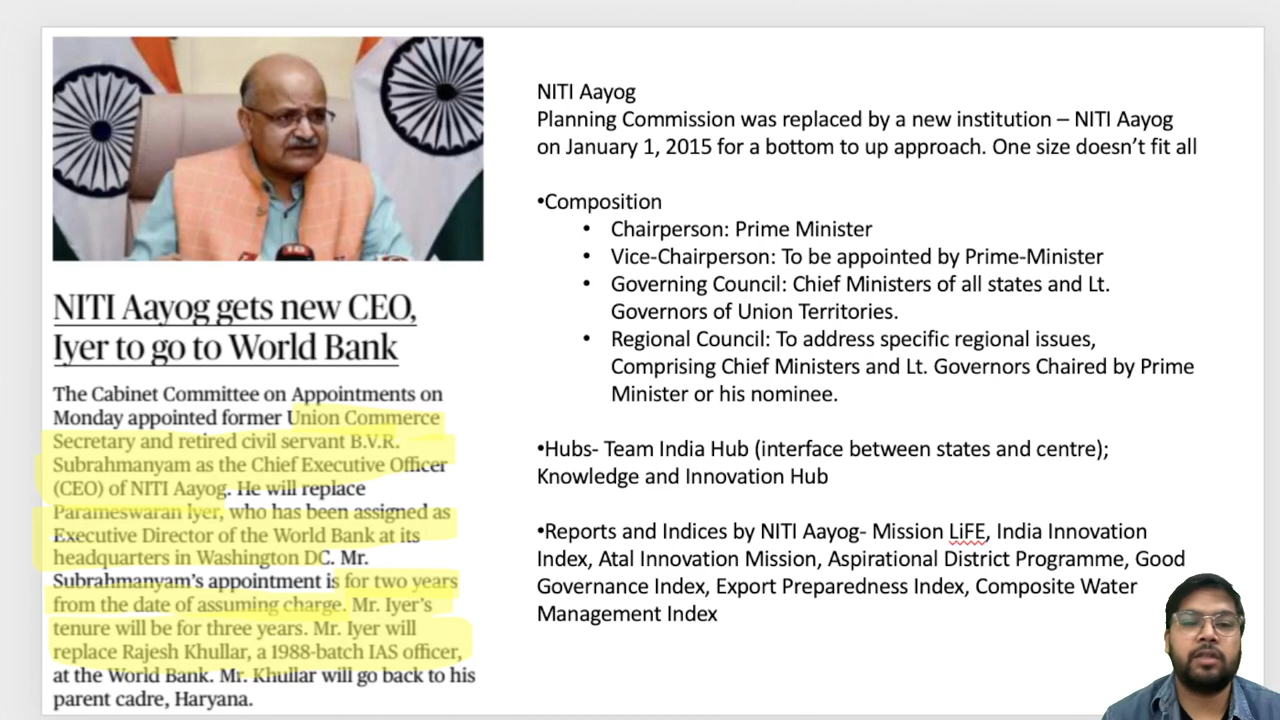 NITI Aayog gets new CEO,
Iyer to go to World Bank
The Cabinet Committee on Appointments on
Monday appointed former Union Commerce
Secretary and retired civil servant B.V.R.
Subrahmanyam as the Chief Executive Officer
(CEO) of NITI Aayog. He will replace
Parameswaran Iyer, who has been assigned as
Executive Director of the World Bank at its
headquarters in Washington DC. Mr.
Subrahmanyam's appointment is for two years
from the date of assuming charge. Mr. Iyer's
tenure will be for three years. Mr. Iyer will
replace Rajesh Khullar, a 1988-batch IAS officer,
at the World Bank. Mr. Khullar will go back to his
parent cadre, Haryana.
NITI Aayog
Planning Commission was replaced by a new institution – NITI Aayog
on January 1, 2015 for a bottom to up approach. One size doesn't fit all
•Composition
• Chairperson: Prime Minister
• Vice-Chairperson: To be appointed by Prime-Minister
• Governing Council: Chief Ministers of all states and Lt.
Governors of Union Territories.
• Regional Council: To address specific regional issues,
Comprising Chief Ministers and Lt. Governors Chaired by Prime
Minister or his nominee.
•Hubs- Team India Hub (interface between states and centre);
Knowledge and Innovation Hub
•Reports and Indices by NITI Aayog- Mission LiFE, India Innovation
Index, Atal Innovation Mission, Aspirational District Programme, Good
Governance Index, Export Preparedness Index, Composite Water
Management Index